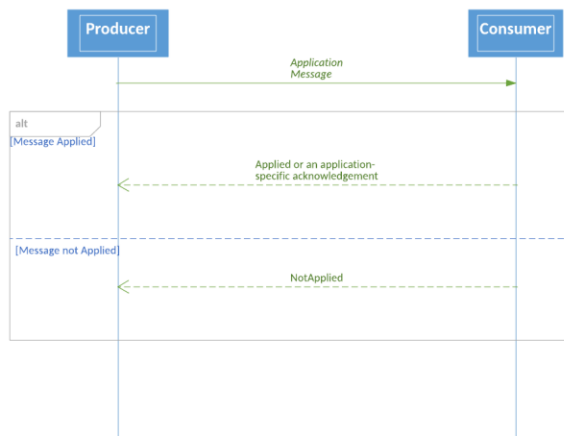 Producer
Consumer
Application
Message
alt
[Message Applied]
Applied or an application-
specific acknowledgement
[Message not Applied]
NotApplied